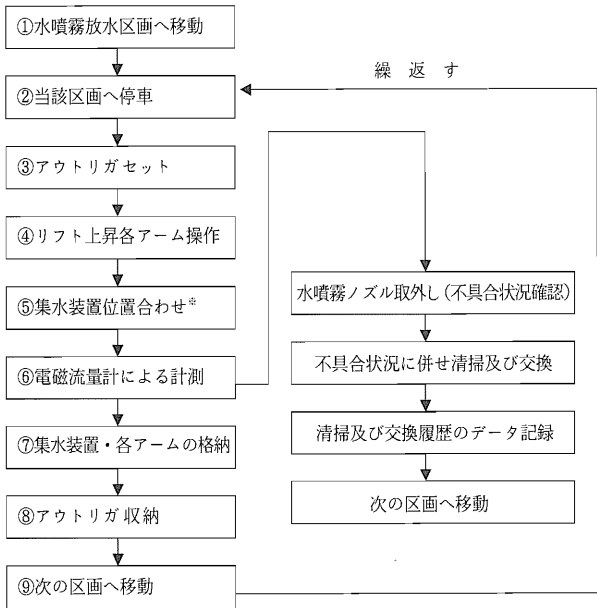 ①水噴霧放水区画へ移動
繰返す
②当該区画へ停車
③アウトリガセット
④リフト上昇各アーム操作
⑤集水装置位置合わせ※
⑥電磁流量計による計測
⑦集水装置・各アームの格納
⑧アウトリガ収納
⑨次の区画へ移動
水噴霧ノズル取外し（不具合状況確認）
不具合状況に併せ清掃及び交換
清掃及び交換履歴のデータ記録
次の区画へ移動